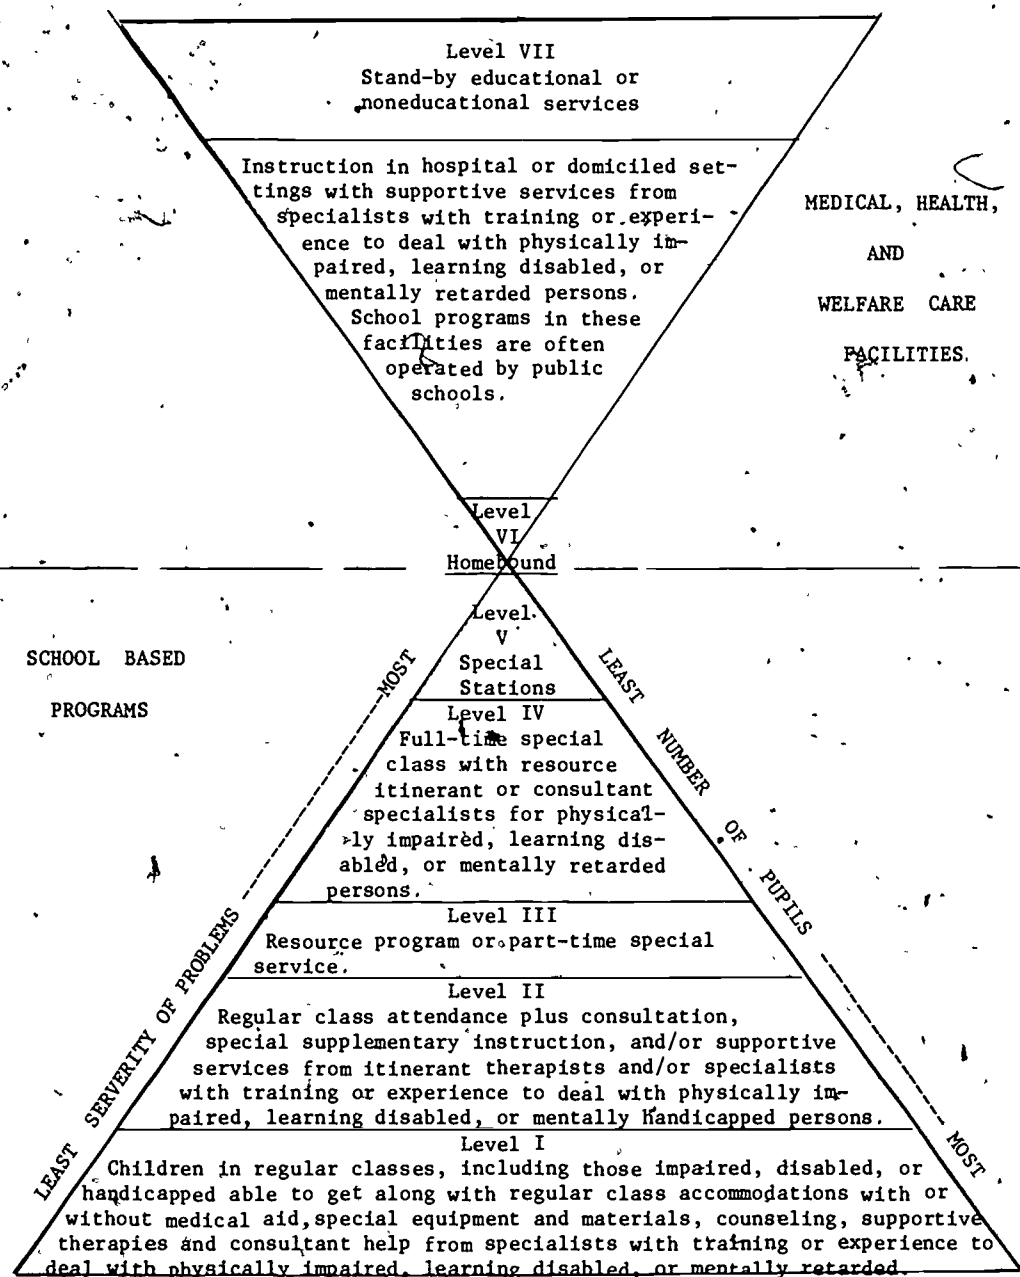 Level VII
Stand-by educational or
noneducational services
Instruction in hospital or domiciled set-
tings with supportive services from
specialists with training or experi-
ence to deal with physically im-
paired, learning disabled, or
mentally retarded persons.
School programs in these
facilities are often
operated by public
schools.
MEDICAL, HEALTH,
AND
WELFARE CARE
FACILITIES.
Level
VI
Homebound
SCHOOL BASED
PROGRAMS
Level
V
Special
Stations
Level IV
Full-time special
class with resource
itinerant or consultant
specialists for physical-
ly impaired, learning dis-
abled, or mentally retarded
persons.
Level III
Resource program or part-time special
service.
Level II
Regular class attendance plus consultation,
special supplementary instruction, and/or supportive
services from itinerant therapists and/or specialists
with training or experience to deal with physically im-
paired, learning disabled, or mentally handicapped persons.
Level I
Children in regular classes, including those impaired, disabled, or
handicapped able to get along with regular class accommodations with or
without medical aid, special equipment and materials, counseling, supportive
therapies and consultant help from specialists with training or experience to
deal with physically impaired, learning disabled, or mentally retarded.
LEAST SERVERITY OF PROBLEMS -------- MOST
LEAST NUMBER OF PUPILS -------- MOST